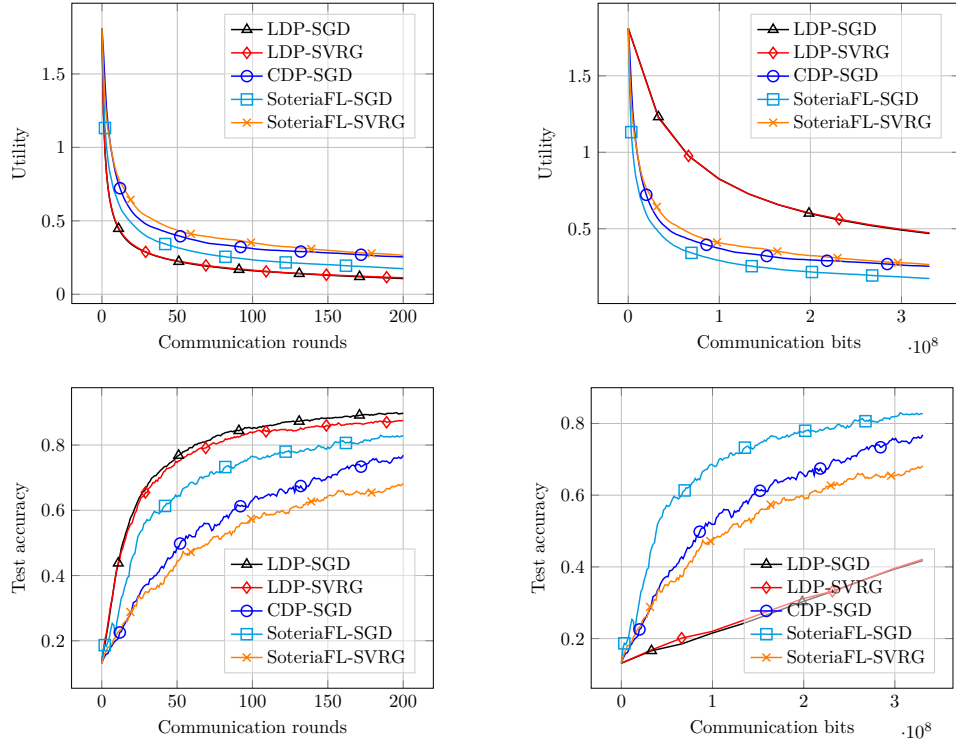 LDP-SGD
LDP-SVRG
CDP-SGD
SoteriaFL-SGD
SoteriaFL-SVRG
1.5
1
0.5
0
Utility
0 50 100 150 200
Communication rounds
LDP-SGD
LDP-SVRG
CDP-SGD
SoteriaFL-SGD
SoteriaFL-SVRG
1.5
1
0.5
Utility
0 1 2 3
Communication bits
·10^8
0.8
0.6
0.4
0.2
Test accuracy
LDP-SGD
LDP-SVRG
CDP-SGD
SoteriaFL-SGD
SoteriaFL-SVRG
0 50 100 150 200
Communication rounds
0.8
0.6
0.4
0.2
Test accuracy
LDP-SGD
LDP-SVRG
CDP-SGD
SoteriaFL-SGD
SoteriaFL-SVRG
0 1 2 3
Communication bits
·10^8